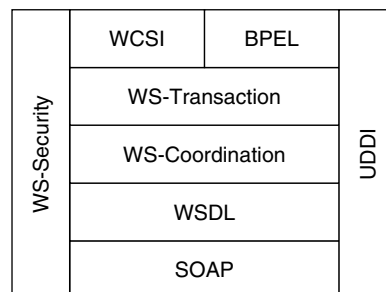 WS-Security
WCSI
BPEL
WS-Transaction
WS-Coordination
WSDL
SOAP
UDDI